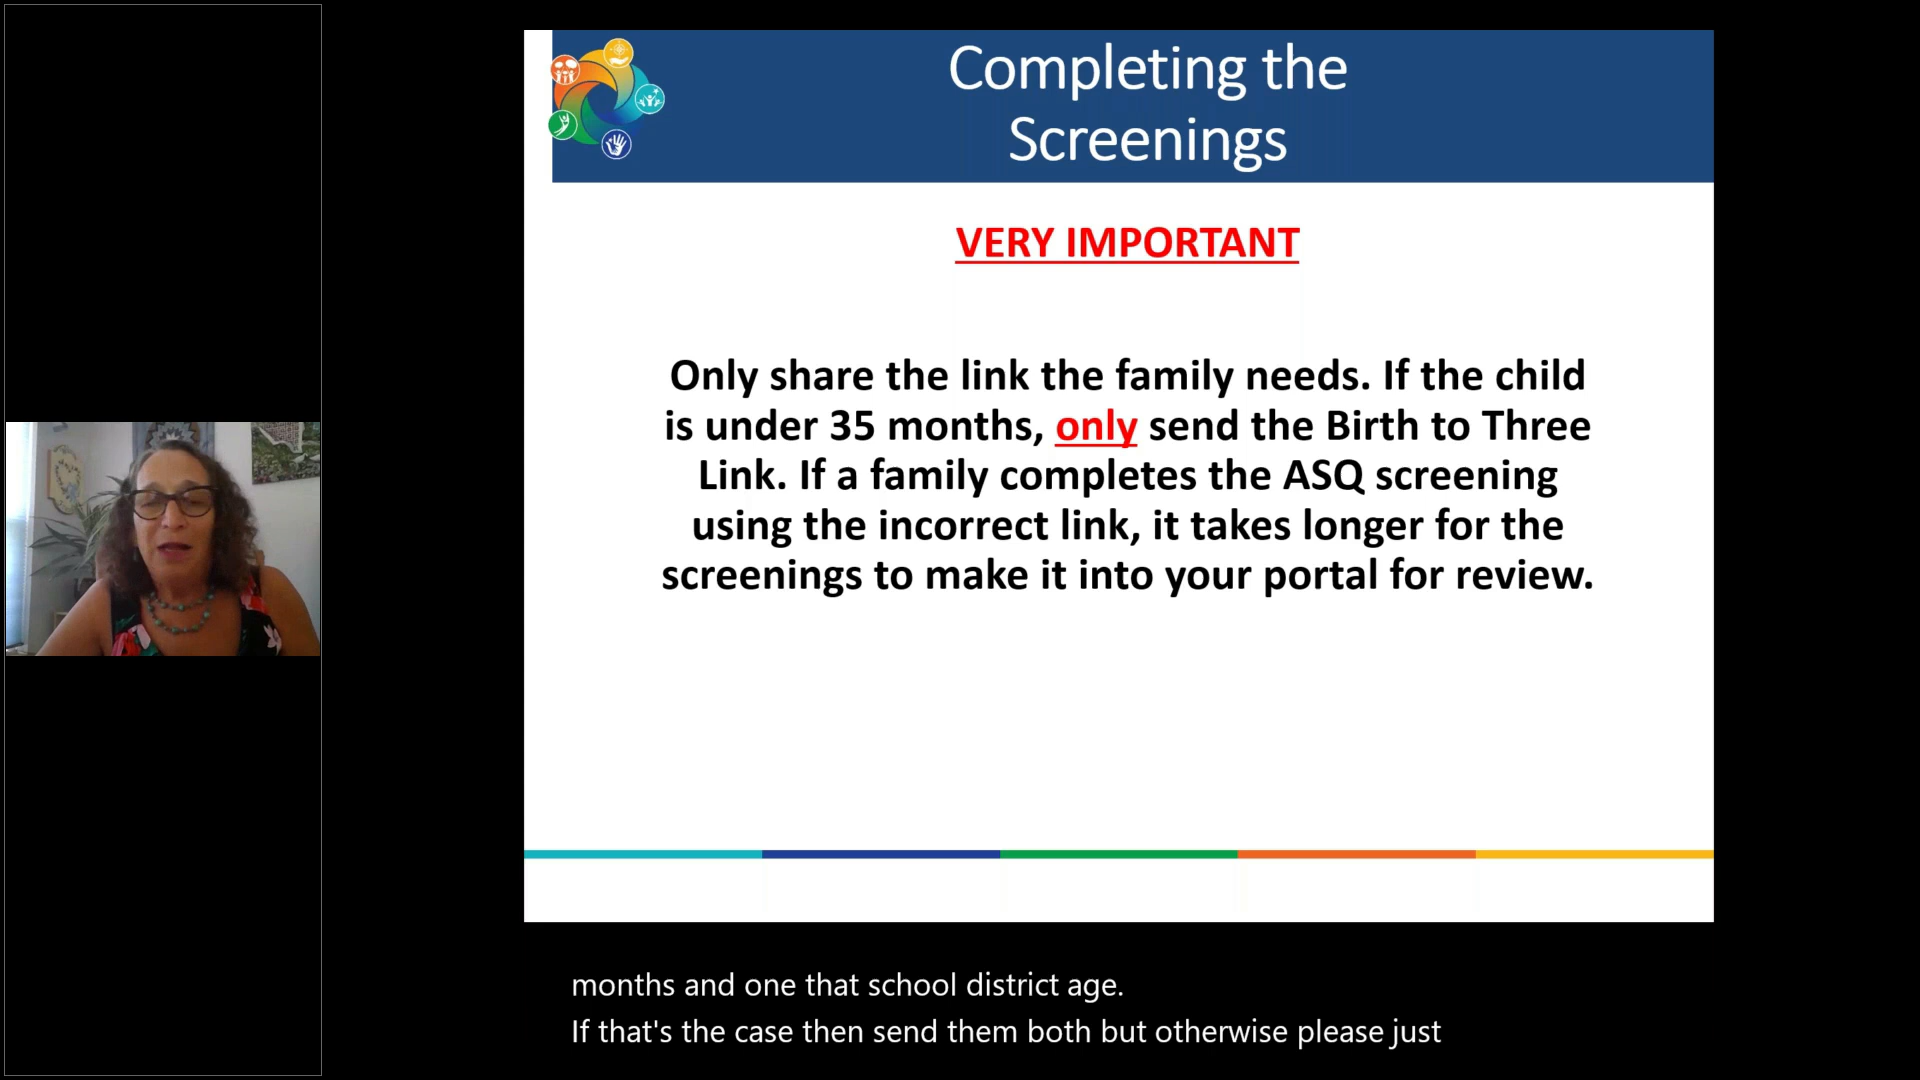 Completing the
Screenings
VERY IMPORTANT
Only share the link the family needs. If the child
is under 35 months, only send the Birth to Three
Link. If a family completes the ASQ screening
using the incorrect link, it takes longer for the
screenings to make it into your portal for review.
months and one that school district age.
If that's the case then send them both but otherwise please just